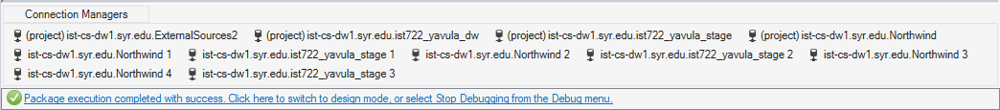 Connection Managers
(project) ist-cs-dw1.syr.edu.ExternalSources2 (project) ist-cs-dw1.syr.edu.ist722_yavula_dw (project) ist-cs-dw1.syr.edu.ist722_yavula_stage (project) ist-cs-dw1.syr.edu.Northwind
ist-cs-dw1.syr.edu.Northwind 1 ist-cs-dw1.syr.edu.ist722_yavula_stage 1 ist-cs-dw1.syr.edu.Northwind 2 ist-cs-dw1.syr.edu.ist722_yavula_stage 2 ist-cs-dw1.syr.edu.Northwind 3
ist-cs-dw1.syr.edu.Northwind 4 ist-cs-dw1.syr.edu.ist722_yavula_stage 3
Package execution completed with success. Click here to switch to design mode, or select Stop Debugging from the Debug menu.